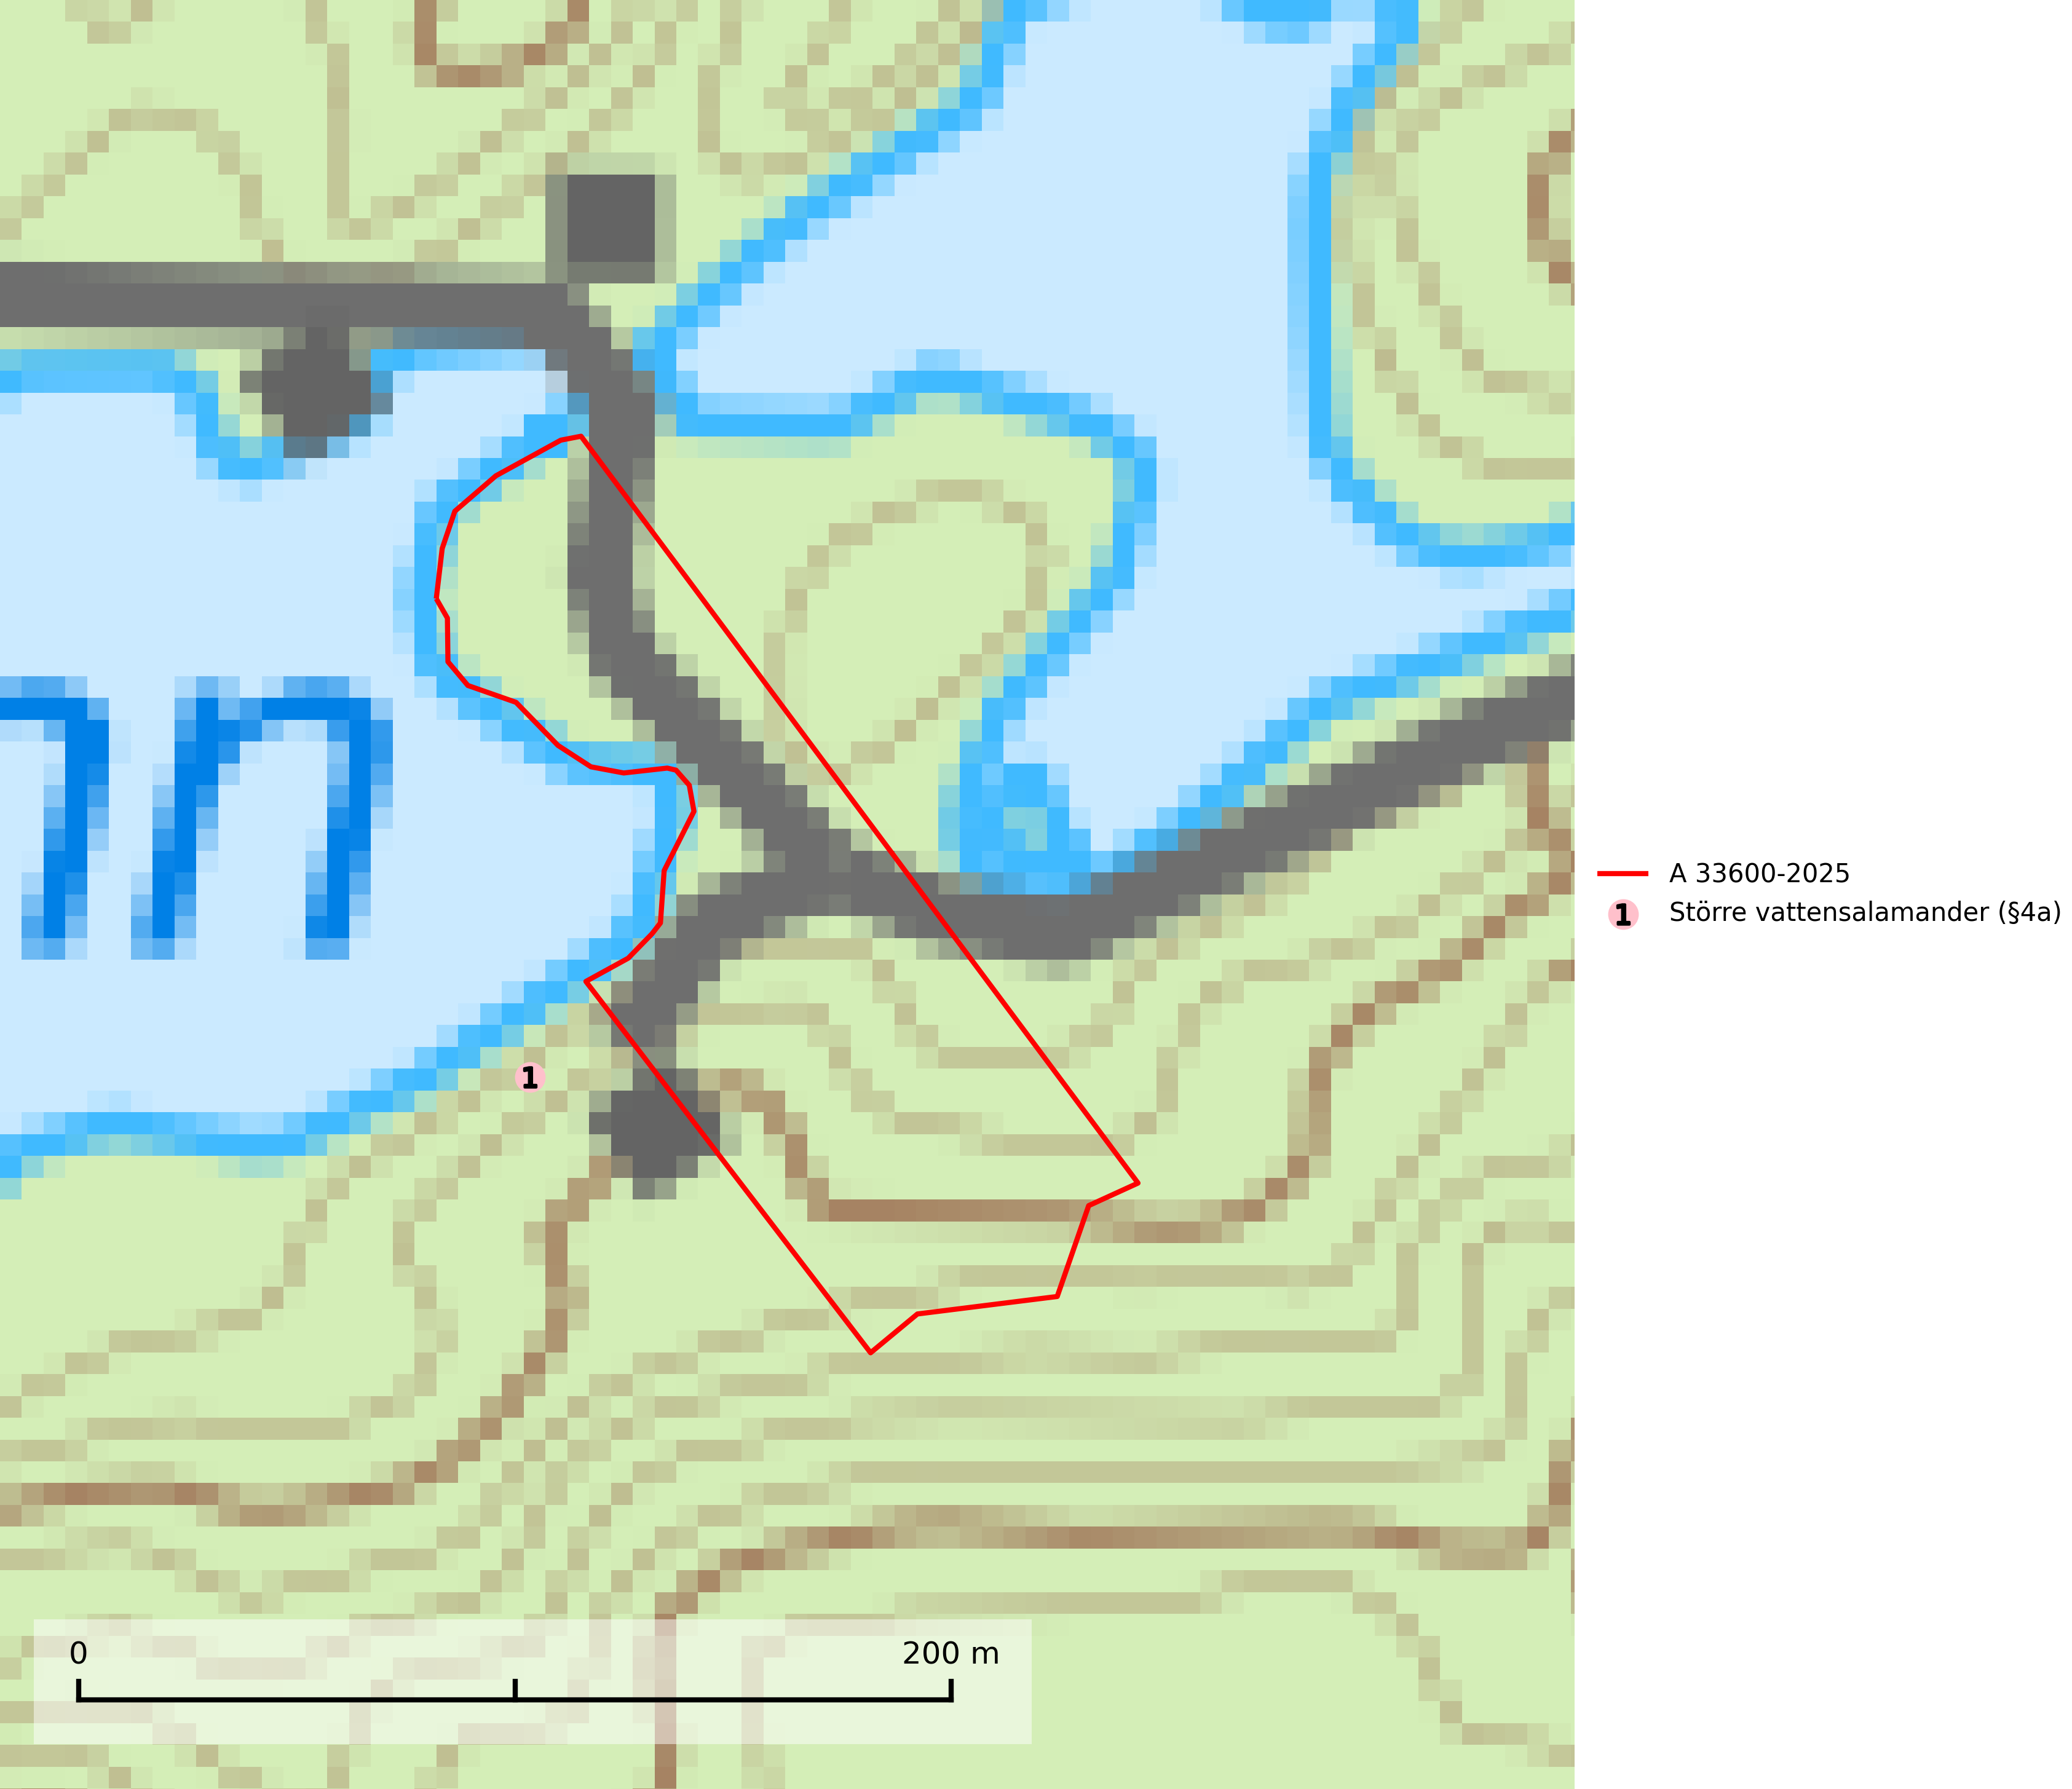 A 33600-2025
1 Större vattensalamander (§4a)
1
0 200 m